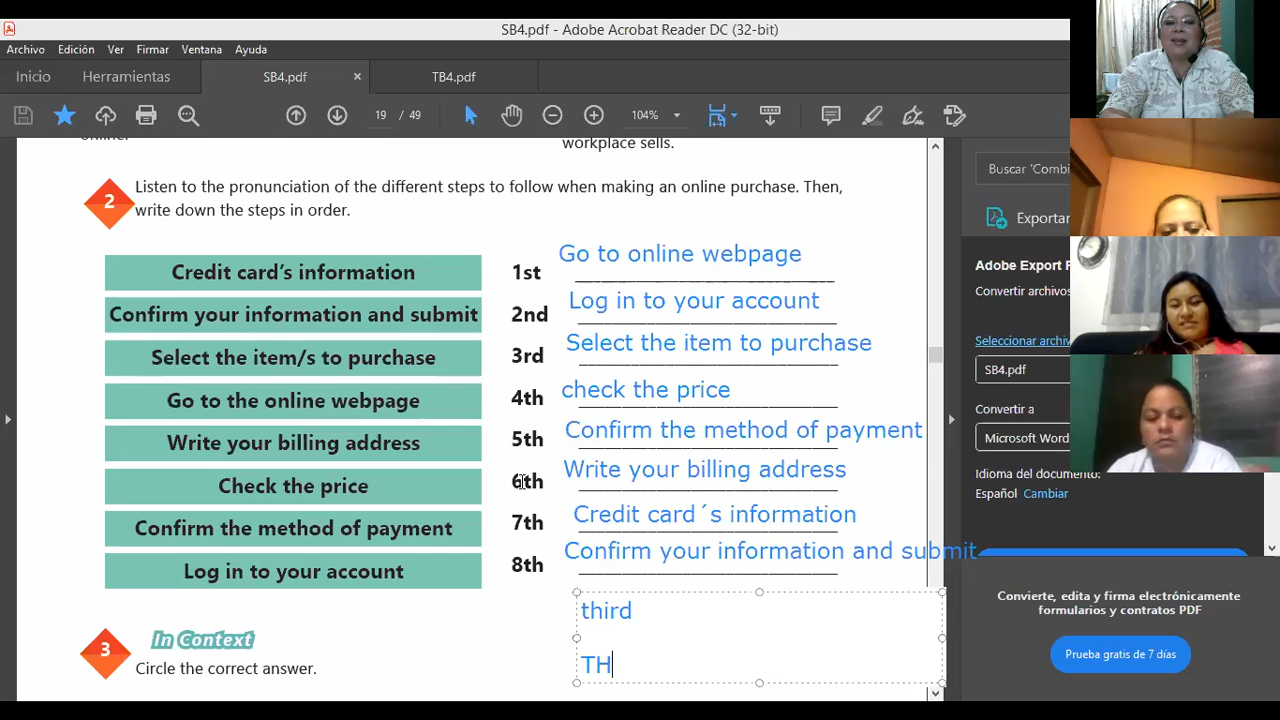 SB4.pdf - Adobe Acrobat Reader DC (32-bit)
Archivo Edición Ver Firmar Ventana Ayuda
Inicio Herramientas SB4.pdf × TB4.pdf
19 / 49 104%
workplace sells.
2 Listen to the pronunciation of the different steps to follow when making an online purchase. Then,
write down the steps in order.
Credit card's information 1st Go to online webpage
Confirm your information and submit 2nd Log in to your account
Select the item/s to purchase 3rd Select the item to purchase
Go to the online webpage 4th check the price
Write your billing address 5th Confirm the method of payment
Check the price 6th Write your billing address
Confirm the method of payment 7th Credit card´s information
Log in to your account 8th Confirm your information and submit
third
TH
3 In Context
Circle the correct answer.
Buscar 'Combi
Exportar
Adobe Export
Convertir archivos
Seleccionar archivo
SB4.pdf
Convertir a
Microsoft Word
Idioma del documento:
Español Cambiar
Convierte, edita y firma electrónicamente
formularios y contratos PDF
Prueba gratis de 7 días